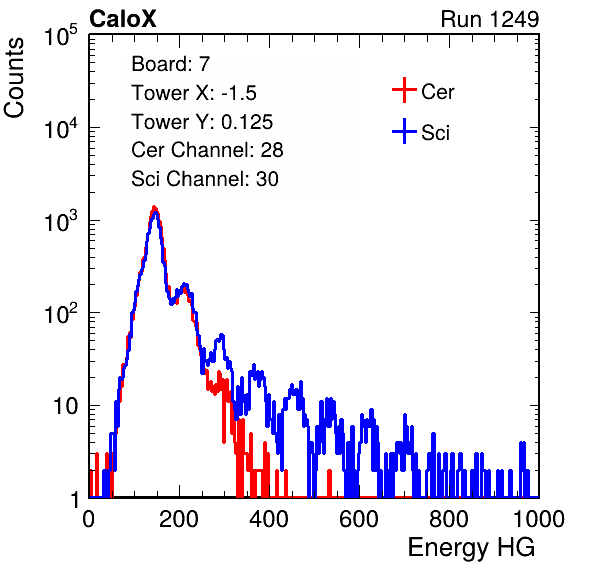 CaloX Run 1249
Counts
Board: 7
Tower X: -1.5
Tower Y: 0.125
Cer Channel: 28
Sci Channel: 30
Cer
Sci
10^5
10^4
10^3
10^2
10
1
0 200 400 600 800 1000
Energy HG